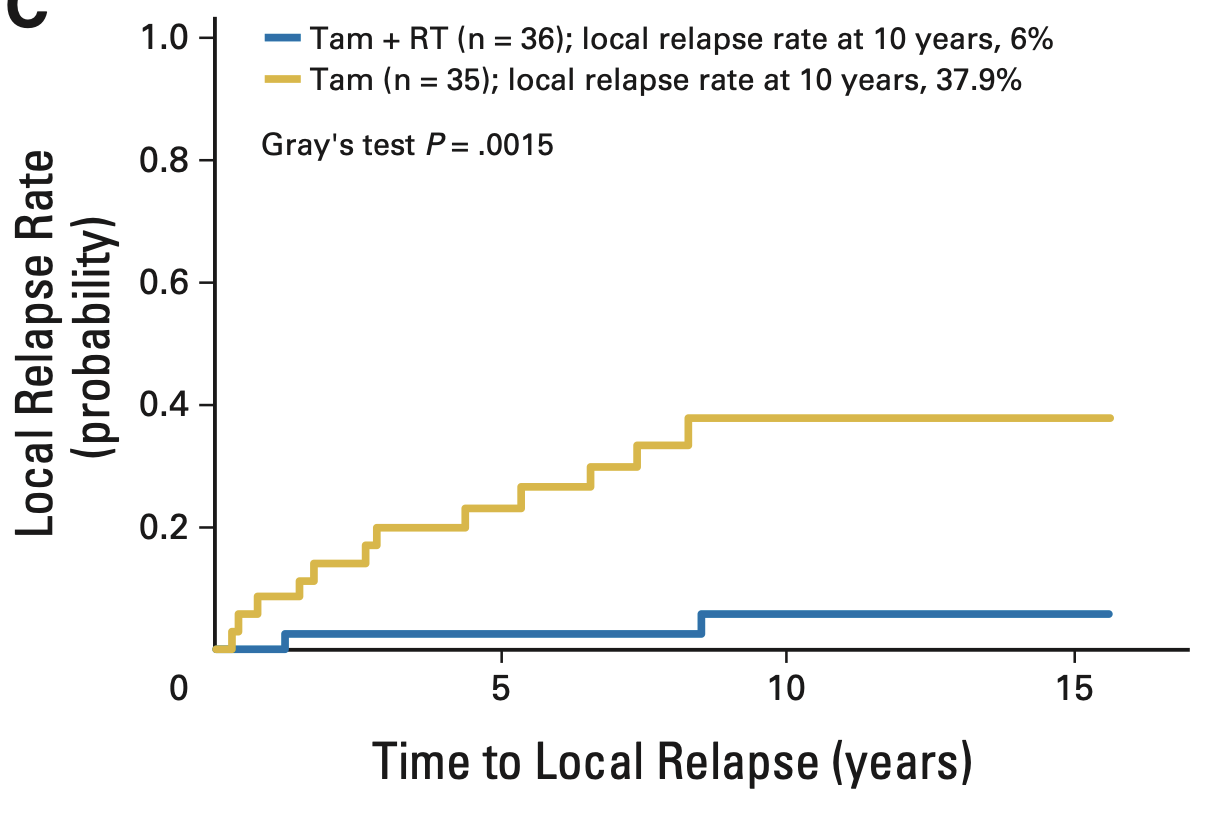 C
1.0
Tam + RT (n = 36); local relapse rate at 10 years, 6%
Tam (n = 35); local relapse rate at 10 years, 37.9%
Gray's test P = .0015
0.8
0.6
0.4
0.2
Local Relapse Rate
(probability)
0
5
10
15
Time to Local Relapse (years)